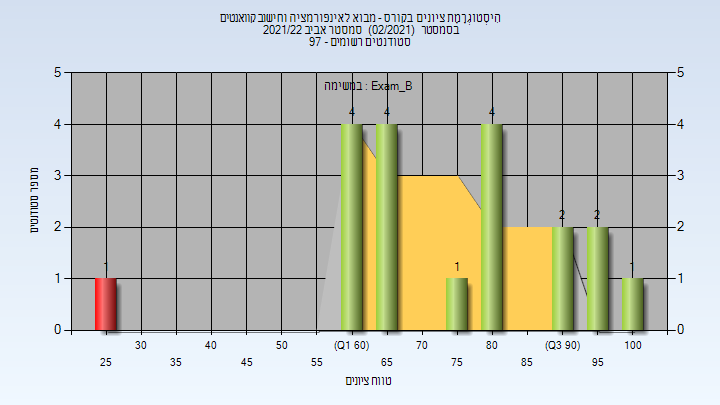 היסטוגרמת ציונים בקורס - מבוא לאינפורמציה וחישוב קוואנטים
בסמסטר (02/2021) סמסטר אביב 2021/22
סטודנטים רשומים - 97
במשימה : Exam_B
5 5
4 4
3 3
2 2
1 1
0 0
1 4 4 1 4 2 2 1
מספר סטודנטים
30 40 50 (Q1 60) 70 80 (Q3 90) 100
25 35 45 55 65 75 85 95
טווח ציונים